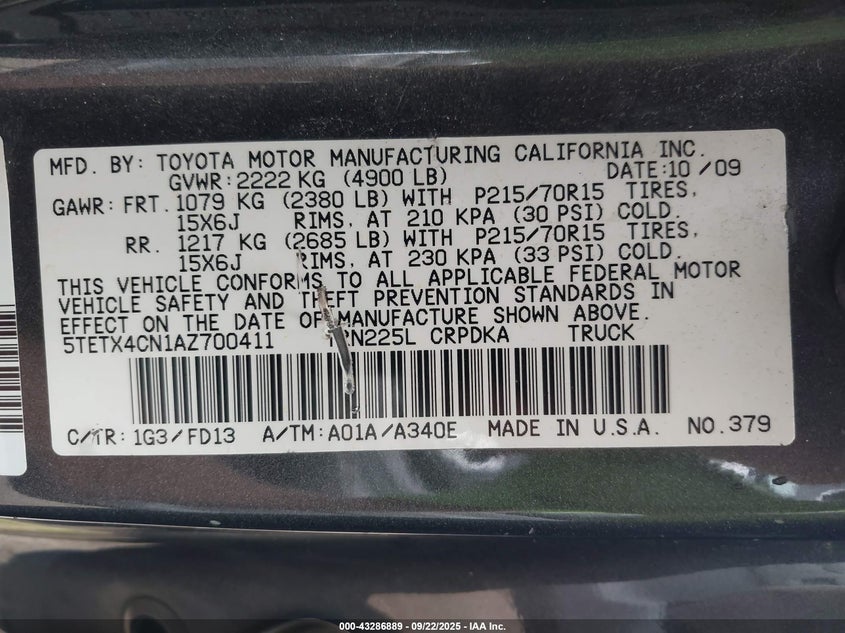 MFD. BY: TOYOTA MOTOR MANUFACTURING CALIFORNIA INC.
GVWR: 2222 KG (4900 LB) DATE: 10 /09
GAWR: FRT. 1079 KG (2380 LB) WITH P215/70R15 TIRES,
15X6J RIMS, AT 210 KPA (30 PSI) COLD.
RR. 1217 KG (2685 LB) WITH P215/70R15 TIRES,
15X6J RIMS, AT 230 KPA (33 PSI) COLD.
THIS VEHICLE CONFORMS TO ALL APPLICABLE FEDERAL MOTOR
VEHICLE SAFETY AND THEFT PREVENTION STANDARDS IN
EFFECT ON THE DATE OF MANUFACTURE SHOWN ABOVE.
5TETX4CN1AZ700411 CRPDKA TRUCK
C/TR: 1G3/FD13 A/TM: A01A/A340E MADE IN U.S.A. NO.379
000-43286889 - 09/22/2025 - IAA Inc.